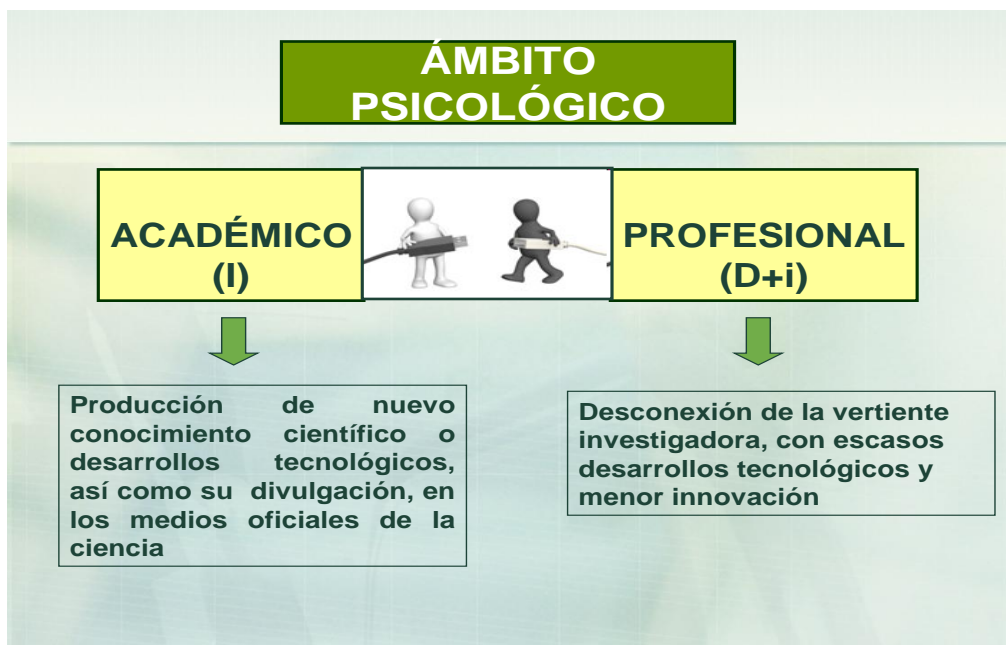 ÁMBITO
PSICOLÓGICO
ACADÉMICO
(I)
PROFESIONAL
(D+i)
Producción de nuevo
conocimiento científico o
desarrollos tecnológicos,
así como su divulgación, en
los medios oficiales de la
ciencia
Desconexión de la vertiente
investigadora, con escasos
desarrollos tecnológicos y
menor innovación